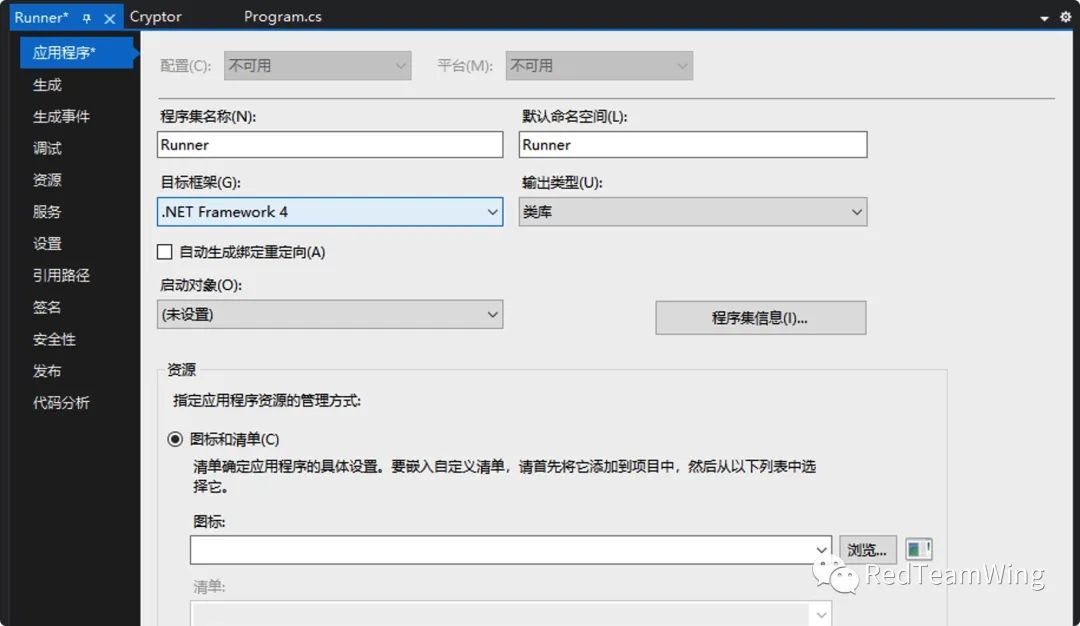 Runner* Cryptor Program.cs
应用程序*
生成
生成事件
调试
资源
服务
设置
引用路径
签名
安全性
发布
代码分析
配置(C): 不可用 平台(M): 不可用
程序集名称(N): 默认命名空间(L):
Runner Runner
目标框架(G): 输出类型(U):
.NET Framework 4 类库
自动生成绑定重定向(A)
启动对象(O):
(未设置) 程序集信息(I)...
资源
指定应用程序资源的管理方式:
图标和清单(C)
清单确定应用程序的具体设置。要嵌入自定义清单，请首先将它添加到项目中，然后从以下列表中选
择它。
图标:
浏览...
清单:
RedTeamWing